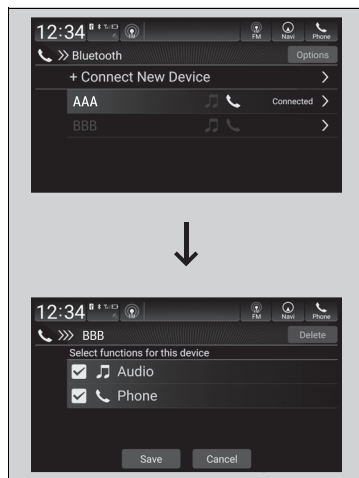 12:34
FM Navi Phone
Bluetooth
Options
+ Connect New Device
AAA
Connected
BBB
12:34
FM Navi Phone
BBB
Delete
Select functions for this device
Audio
Phone
Save Cancel